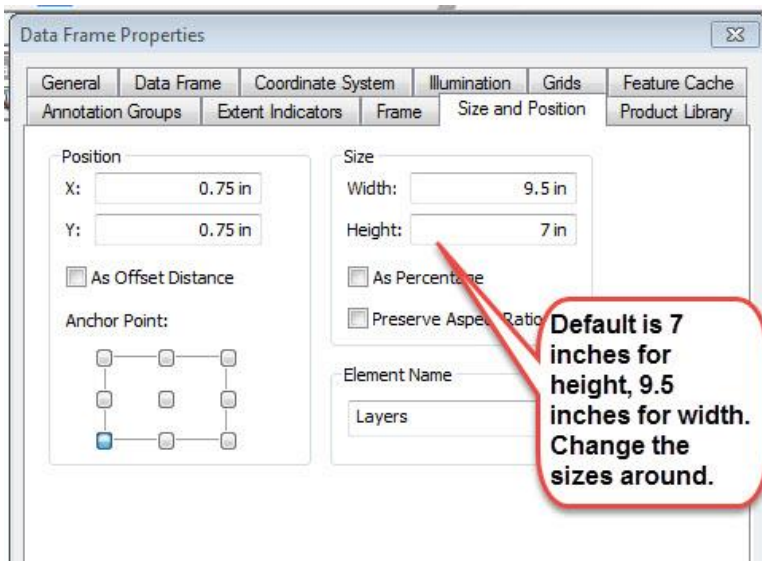 Data Frame Properties
General Data Frame Coordinate System Illumination Grids Feature Cache
Annotation Groups Extent Indicators Frame Size and Position Product Library
Position
X: 0.75 in
Y: 0.75 in
As Offset Distance
Anchor Point:
Size
Width: 9.5 in
Height: 7 in
As Percentage
Preserve Aspect Ratio
Element Name
Layers
Default is 7
inches for
height, 9.5
inches for width.
Change the
sizes around.